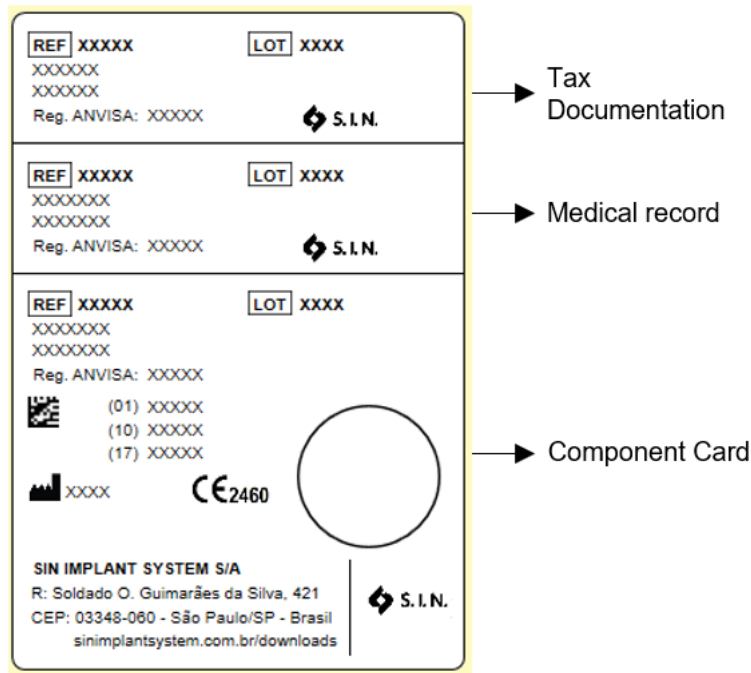 REF XXXXX LOT XXXX
XXXXXX
XXXXXX
Reg. ANVISA: XXXXX
S.I.N.
Tax
Documentation
REF XXXXX LOT XXXX
XXXXXXX
XXXXXXX
Reg. ANVISA: XXXXX
S.I.N.
Medical record
REF XXXXX LOT XXXX
XXXXXXX
XXXXXXX
Reg. ANVISA: XXXXX
(01) XXXXX
(10) XXXXX
(17) XXXXX
XXXX CE2460
Component Card
SIN IMPLANT SYSTEM S/A
R: Soldado O. Guimarães da Silva, 421
CEP: 03348-060 - São Paulo/SP - Brasil
sinimplantsystem.com.br/downloads
S.I.N.